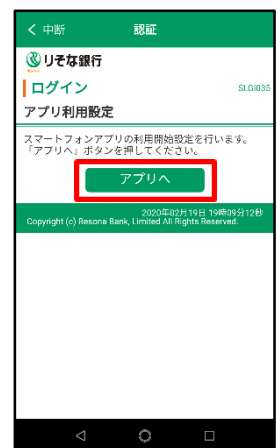 中断
認証
りそな銀行
RESONA
ログイン
SLGI035
アプリ利用設定
スマートフォンアプリの利用開始設定を行います。
「アプリへ」ボタンを押してください。
アプリへ
2020年02月19日 19時09分12秒
Copyright (c) Resona Bank, Limited All Rights Reserved.